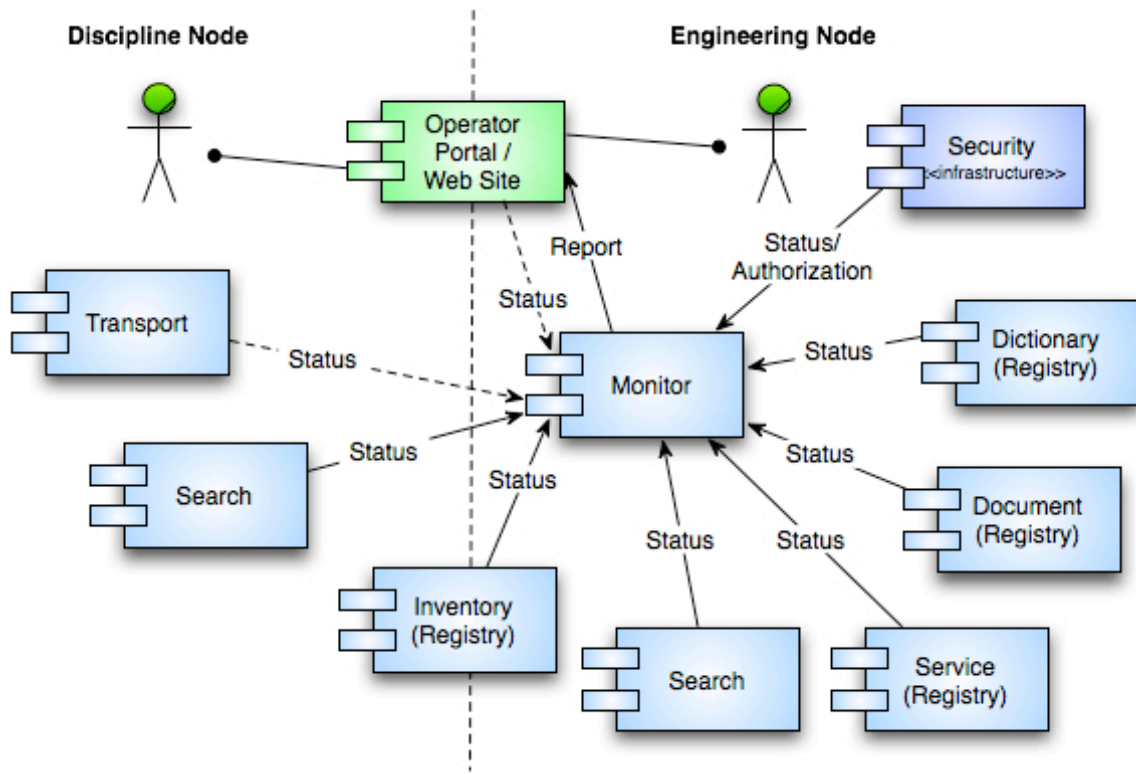 Discipline Node
Engineering Node
Operator
Portal /
Web Site
Security
<<infrastructure>>
Report
Status/
Authorization
Status
Transport
Status
Monitor
Status
Dictionary
(Registry)
Status
Search
Status
Status
Document
(Registry)
Status
Status
Inventory
(Registry)
Search
Service
(Registry)